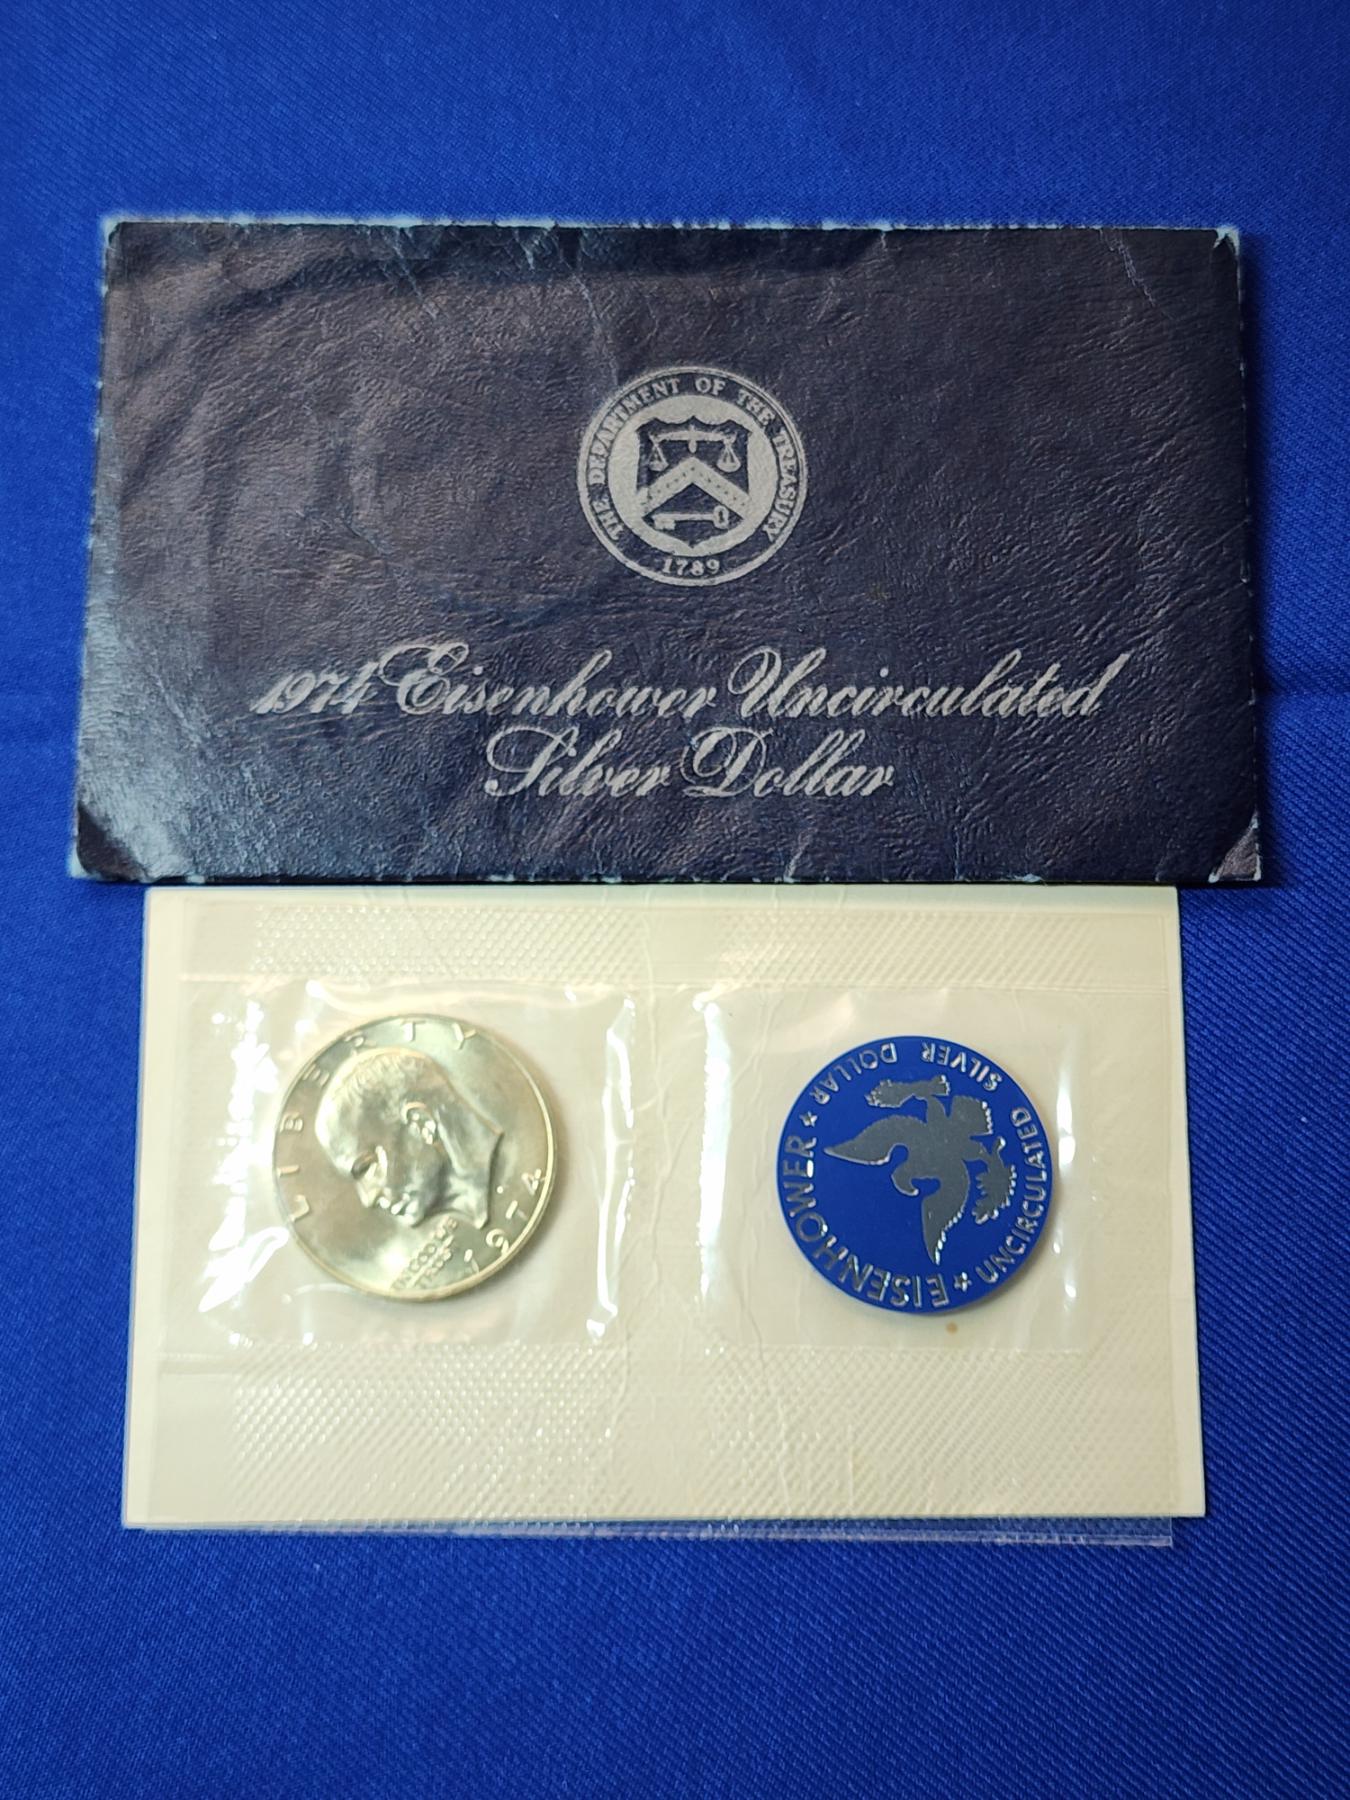 THE DEPARTMENT OF THE TREASURY
1789
1974 Eisenhower Uncirculated
Silver Dollar
LIBERTY
IN GOD WE
TRUST
1974
EISENHOWER ★ UNCIRCULATED SILVER DOLLAR ★